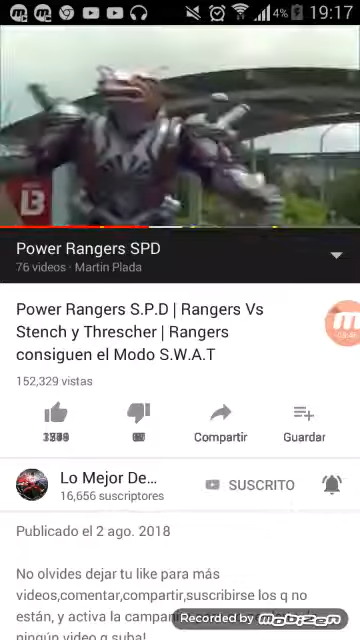 4% 19:17
B
Power Rangers SPD
76 videos · Martin Plada
Power Rangers S.P.D | Rangers Vs
Stench y Threscher | Rangers
consiguen el Modo S.W.A.T
152,329 vistas
Compartir
Guardar
Lo Mejor De...
SUSCRITO
16,656 suscriptores
Publicado el 2 ago. 2018
No olvides dejar tu like para más
videos,comentar,compartir,suscribirse los q no
están, y activa la campani
Recorded by mobizen
ningún video q suba!